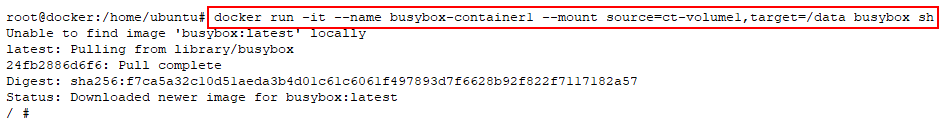 root@docker:/home/ubuntu# docker run -it --name busybox-container1 --mount source=ct-volume1,target=/data busybox sh
Unable to find image 'busybox:latest' locally
latest: Pulling from library/busybox
24fb2886d6f6: Pull complete
Digest: sha256:f7ca5a32c10d51aeda3b4d01c61c6061f497893d7f6628b92f822f7117182a57
Status: Downloaded newer image for busybox:latest
/ #